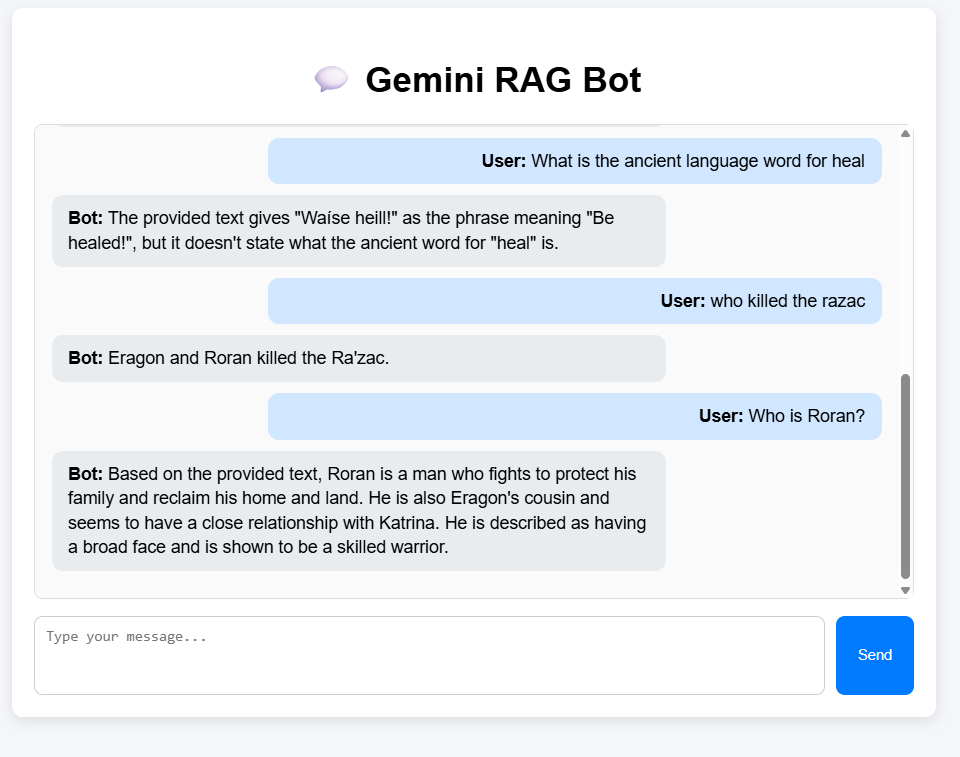 Gemini RAG Bot
User: What is the ancient language word for heal
Bot: The provided text gives "Waíse heill!" as the phrase meaning "Be
healed!", but it doesn't state what the ancient word for "heal" is.
User: who killed the razac
Bot: Eragon and Roran killed the Ra'zac.
User: Who is Roran?
Bot: Based on the provided text, Roran is a man who fights to protect his
family and reclaim his home and land. He is also Eragon's cousin and
seems to have a close relationship with Katrina. He is described as having
a broad face and is shown to be a skilled warrior.
Type your message...
Send